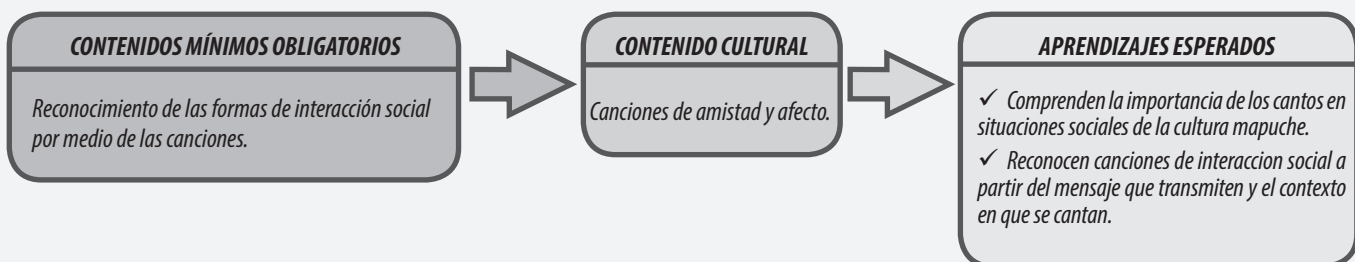 CONTENIDOS MÍNIMOS OBLIGATORIOS
Reconocimiento de las formas de interacción social
por medio de las canciones.
CONTENIDO CULTURAL
Canciones de amistad y afecto.
APRENDIZAJES ESPERADOS
✓ Comprenden la importancia de los cantos en
situaciones sociales de la cultura mapuche.
✓ Reconocen canciones de interaccion social a
partir del mensaje que transmiten y el contexto
en que se cantan.